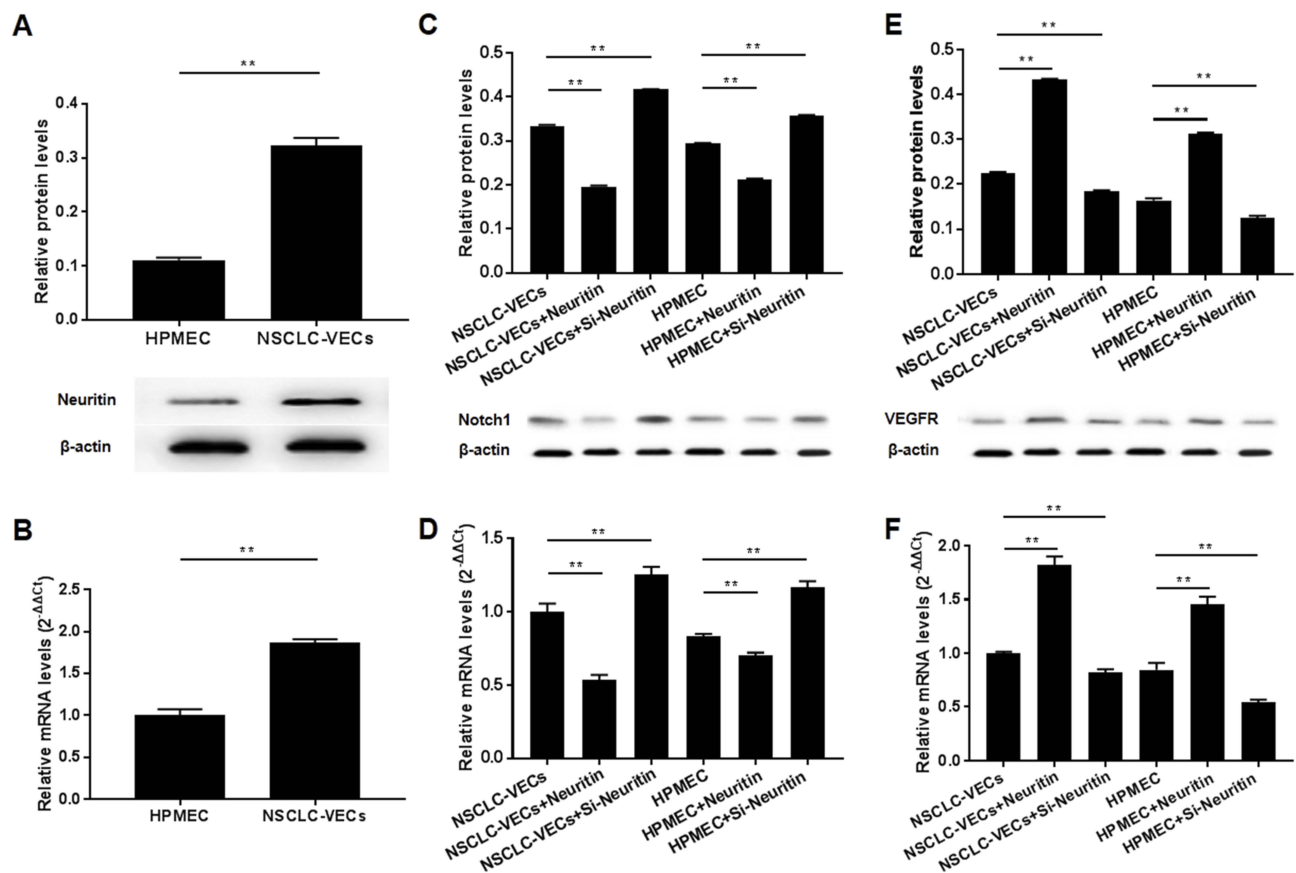 A
**
Relative protein levels
0.4
0.3
0.2
0.1
0.0
HPMEC
NSCLC-VECs
Neuritin
β-actin
B
**
Relative mRNA levels (2-ΔΔCt)
2.5
2.0
1.5
1.0
0.5
0.0
HPMEC
NSCLC-VECs
C
**
**
**
**
Relative protein levels
0.5
0.4
0.3
0.2
0.1
0.0
NSCLC-VECs
NSCLC-VECs+Neuritin
NSCLC-VECs+Si-Neuritin
HPMEC
HPMEC+Neuritin
HPMEC+Si-Neuritin
Notch1
β-actin
D
**
**
**
**
Relative mRNA levels (2-ΔΔCt)
1.5
1.0
0.5
0.0
NSCLC-VECs
NSCLC-VECs+Neuritin
NSCLC-VECs+Si-Neuritin
HPMEC
HPMEC+Neuritin
HPMEC+Si-Neuritin
E
**
**
**
**
Relative protein levels
0.5
0.4
0.3
0.2
0.1
0.0
NSCLC-VECs
NSCLC-VECs+Neuritin
NSCLC-VECs+Si-Neuritin
HPMEC
HPMEC+Neuritin
HPMEC+Si-Neuritin
VEGFR
β-actin
F
**
**
**
**
Relative mRNA levels (2-ΔΔCt)
2.0
1.5
1.0
0.5
0.0
NSCLC-VECs
NSCLC-VECs+Neuritin
NSCLC-VECs+Si-Neuritin
HPMEC
HPMEC+Neuritin
HPMEC+Si-Neuritin